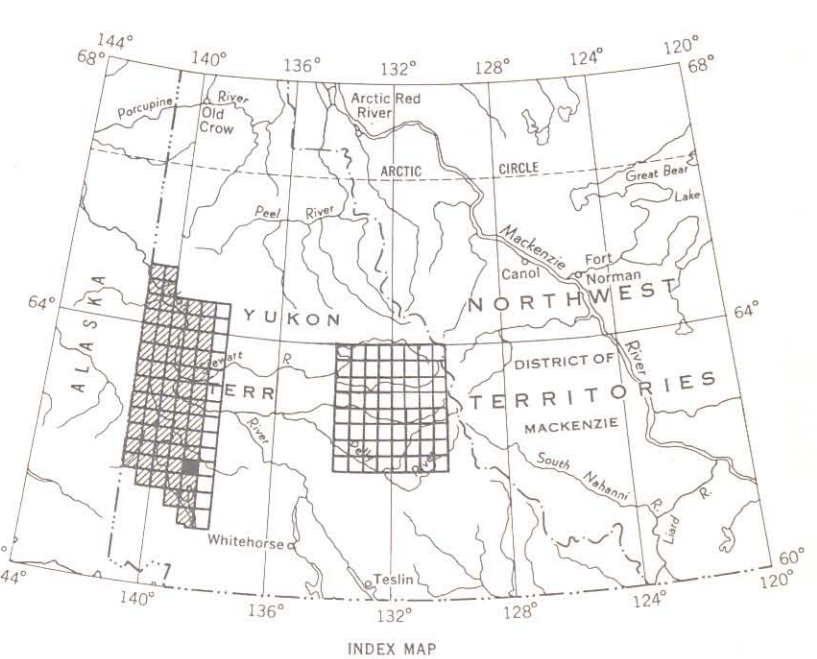 144°
140°
136°
132°
128°
124°
120°
68°
68°
Porcupine River
Old
Crow
Arctic Red
River
ARCTIC CIRCLE
Great Bear
Lake
Peel River
Mackenzie
Fort
Norman
Canol
64°
YUKON
NORTHWEST
64°
ALASKA
R.
DISTRICT OF
River
TERR
TERRITORIES
MACKENZIE
River
Pelly
River
South Nahanni R.
Liard R.
Whitehorse
Teslin
60°
140°
136°
132°
128°
124°
120°
INDEX MAP